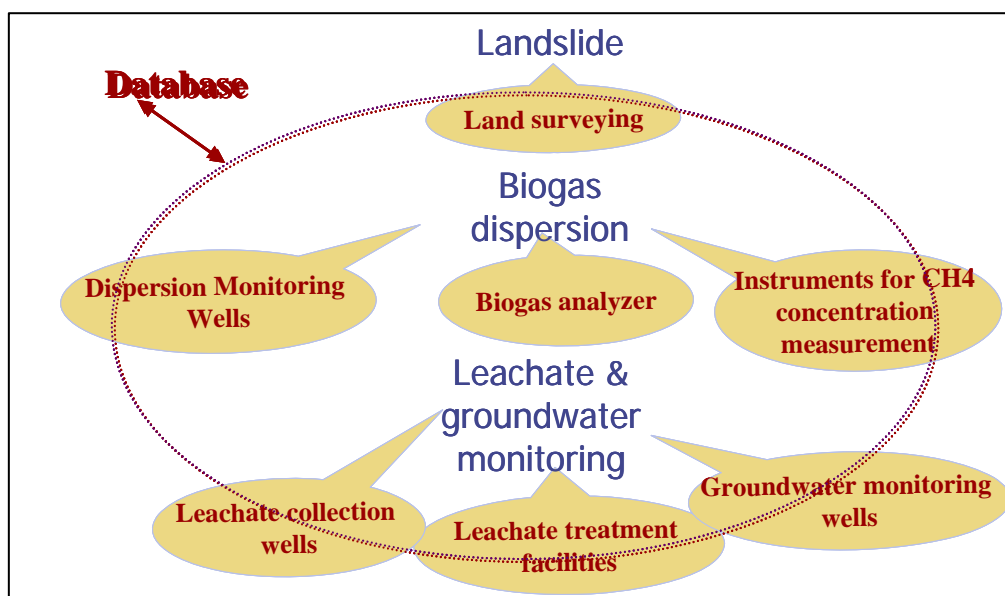 Landslide
Database
Land surveying
Biogas
dispersion
Dispersion Monitoring
Wells
Biogas analyzer
Instruments for CH4
concentration
measurement
Leachate &
groundwater
monitoring
Leachate collection
wells
Leachate treatment
facilities
Groundwater monitoring
wells